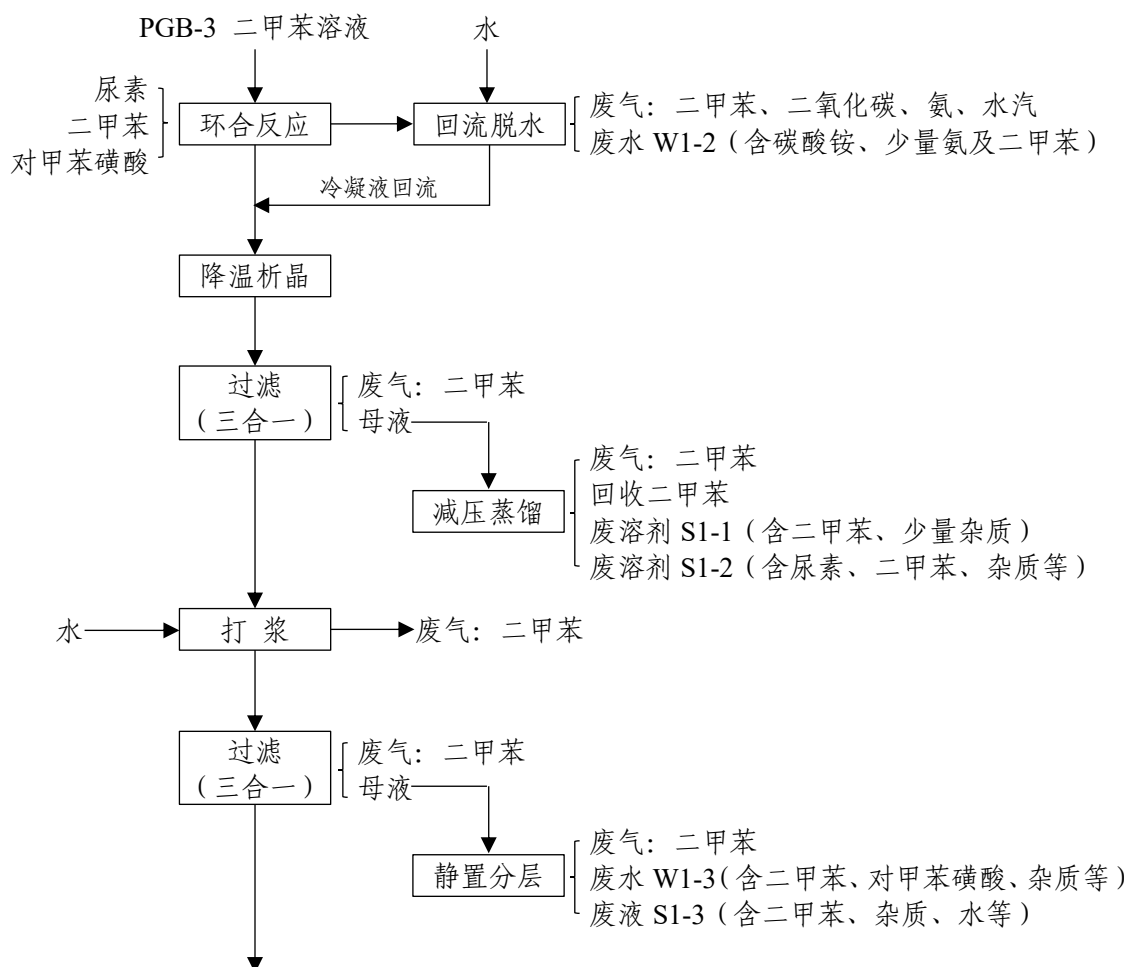 PGB-3 二甲苯溶液
水
尿素
二甲苯
对甲苯磺酸
环合反应
回流脱水
废气：二甲苯、二氧化碳、氨、水汽
废水 W1-2（含碳酸铵、少量氨及二甲苯）
冷凝液回流
降温析晶
过滤
（三合一）
废气：二甲苯
母液
减压蒸馏
废气：二甲苯
回收二甲苯
废溶剂 S1-1（含二甲苯、少量杂质）
废溶剂 S1-2（含尿素、二甲苯、杂质等）
水
打 浆
废气：二甲苯
过滤
（三合一）
废气：二甲苯
母液
静置分层
废气：二甲苯
废水 W1-3（含二甲苯、对甲苯磺酸、杂质等）
废液 S1-3（含二甲苯、杂质、水等）